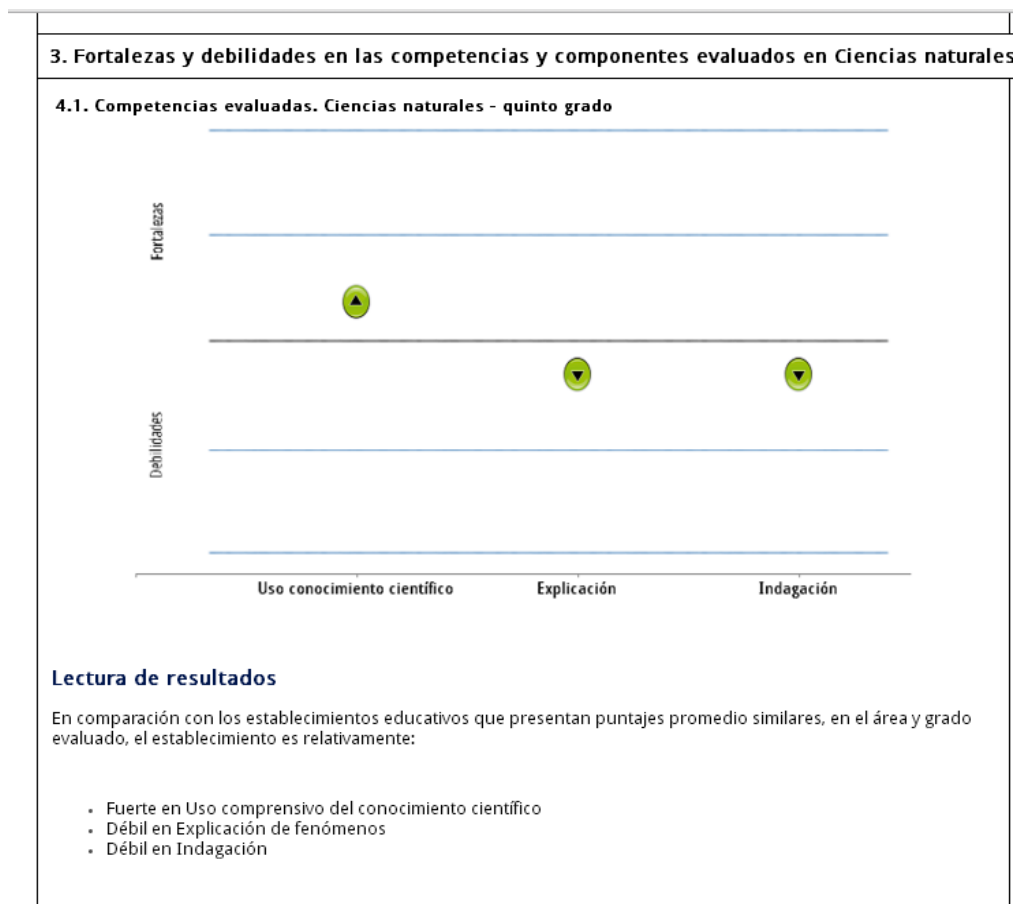 3. Fortalezas y debilidades en las competencias y componentes evaluados en Ciencias naturales
4.1. Competencias evaluadas. Ciencias naturales - quinto grado
Fortalezas
Debilidades
Uso conocimiento científico
Explicación
Indagación
Lectura de resultados
En comparación con los establecimientos educativos que presentan puntajes promedio similares, en el área y grado
evaluado, el establecimiento es relativamente:
• Fuerte en Uso comprensivo del conocimiento científico
• Débil en Explicación de fenómenos
• Débil en Indagación